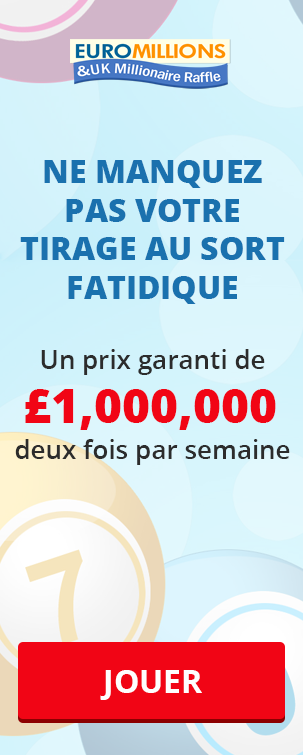 EUROMILLIONS
&UK Millionaire Raffle
NE MANQUEZ
PAS VOTRE
TIRAGE AU SORT
FATIDIQUE
Un prix garanti de
£1,000,000
deux fois par semaine
7
JOUER